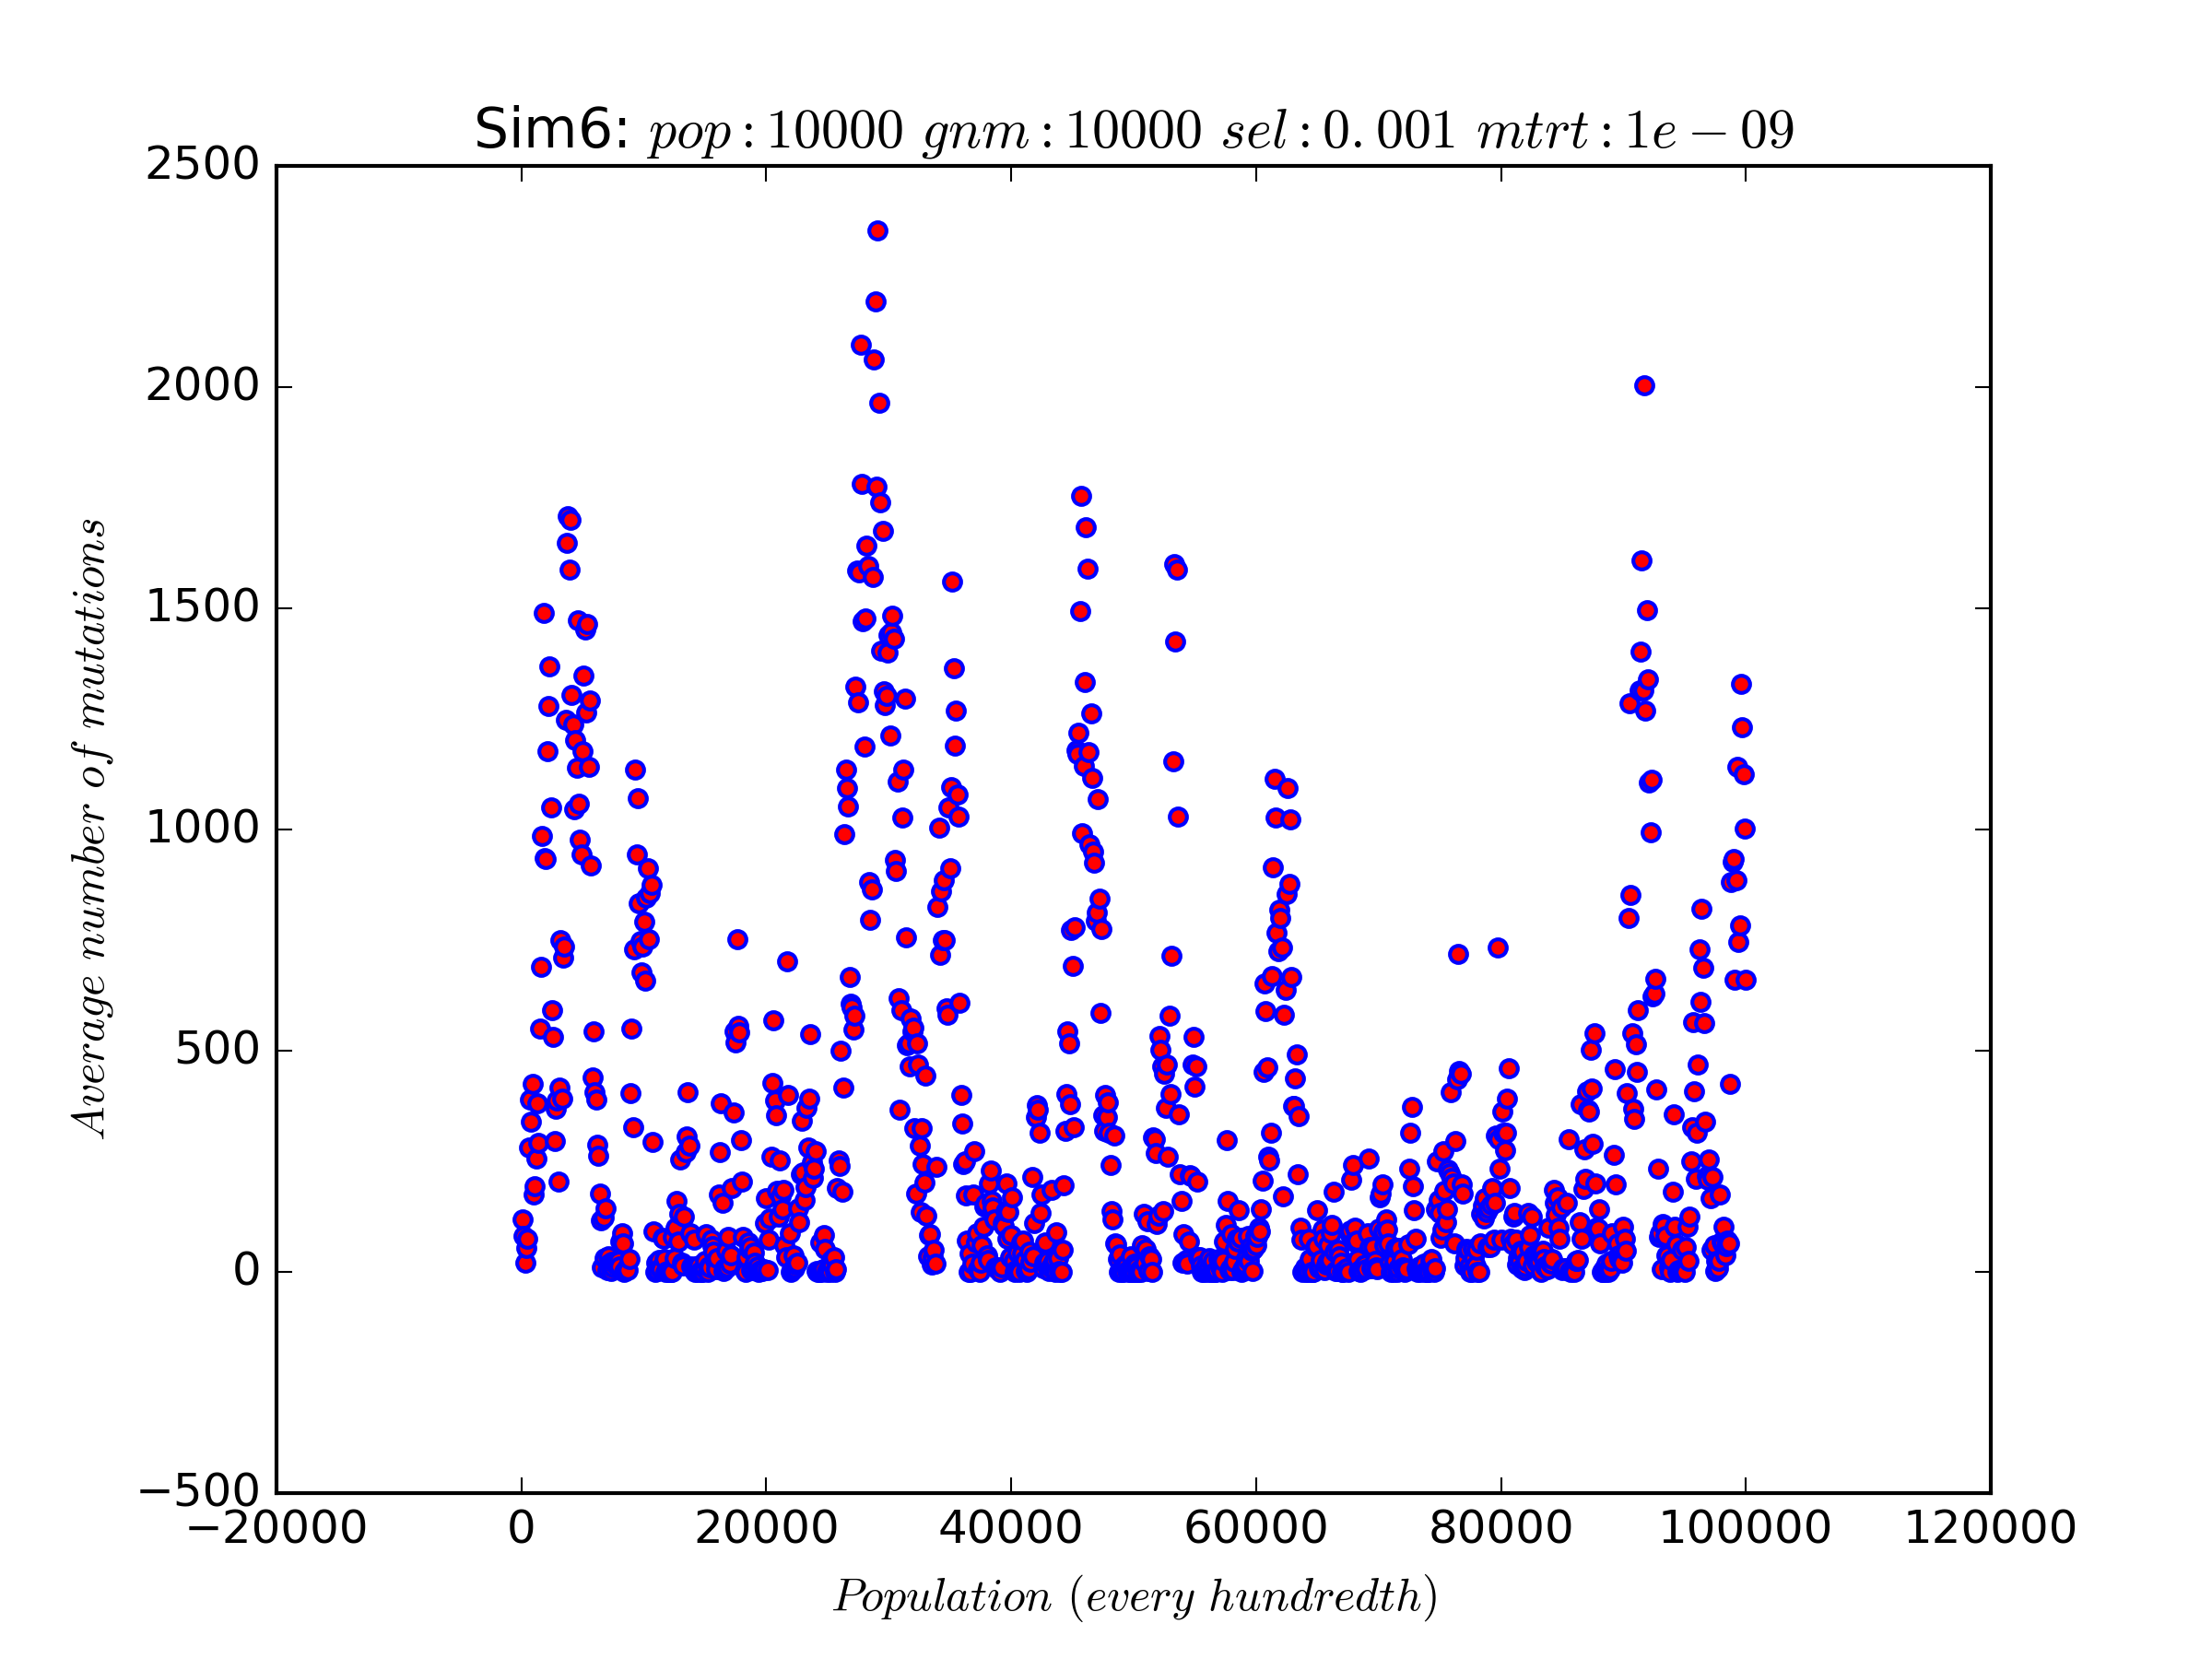 Sim6: pop : 10000 gnm : 10000 sel : 0.001 mtrt : 1e − 09
2500
2000
1500
1000
500
0
−500
Average number of mutations
−20000 0 20000 40000 60000 80000 100000 120000
Population (every hundredth)